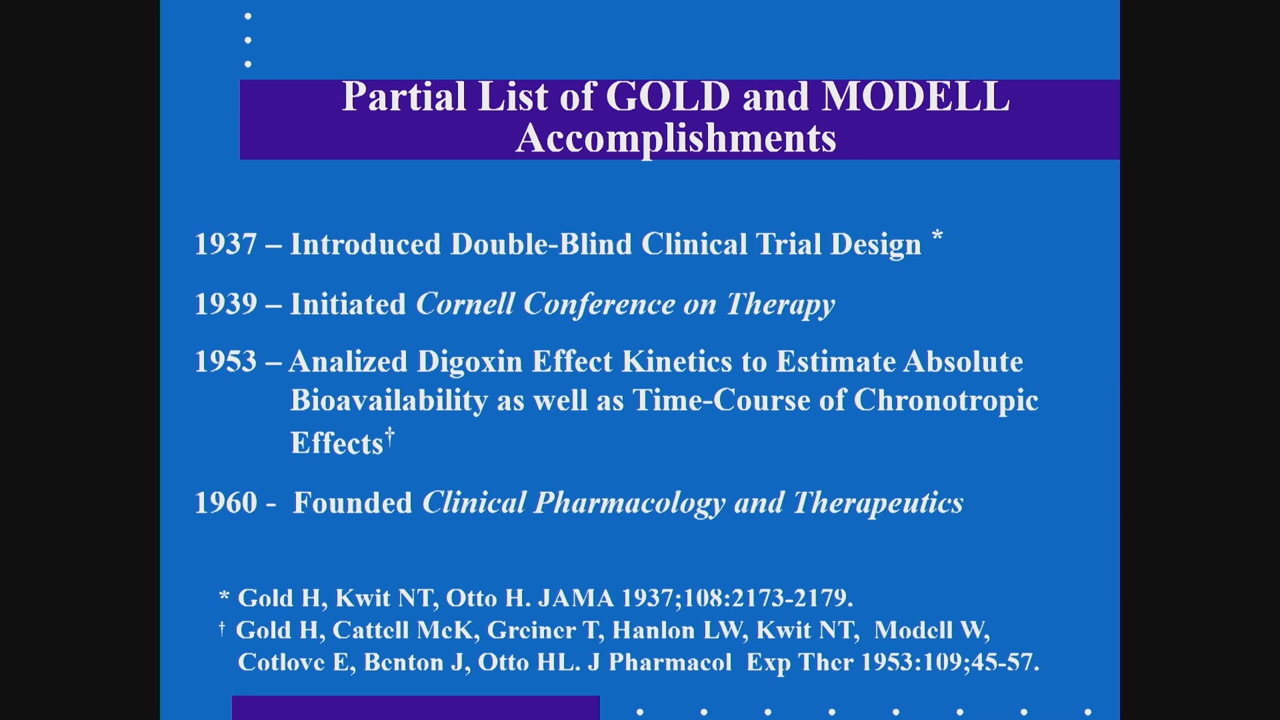 Partial List of GOLD and MODELL
Accomplishments
1937 – Introduced Double-Blind Clinical Trial Design *
1939 – Initiated Cornell Conference on Therapy
1953 – Analized Digoxin Effect Kinetics to Estimate Absolute
Bioavailability as well as Time-Course of Chronotropic
Effects†
1960 - Founded Clinical Pharmacology and Therapeutics
* Gold H, Kwit NT, Otto H. JAMA 1937;108:2173-2179.
† Gold H, Cattell McK, Greiner T, Hanlon LW, Kwit NT, Modell W,
Cotlove E, Benton J, Otto HL. J Pharmacol Exp Ther 1953:109;45-57.